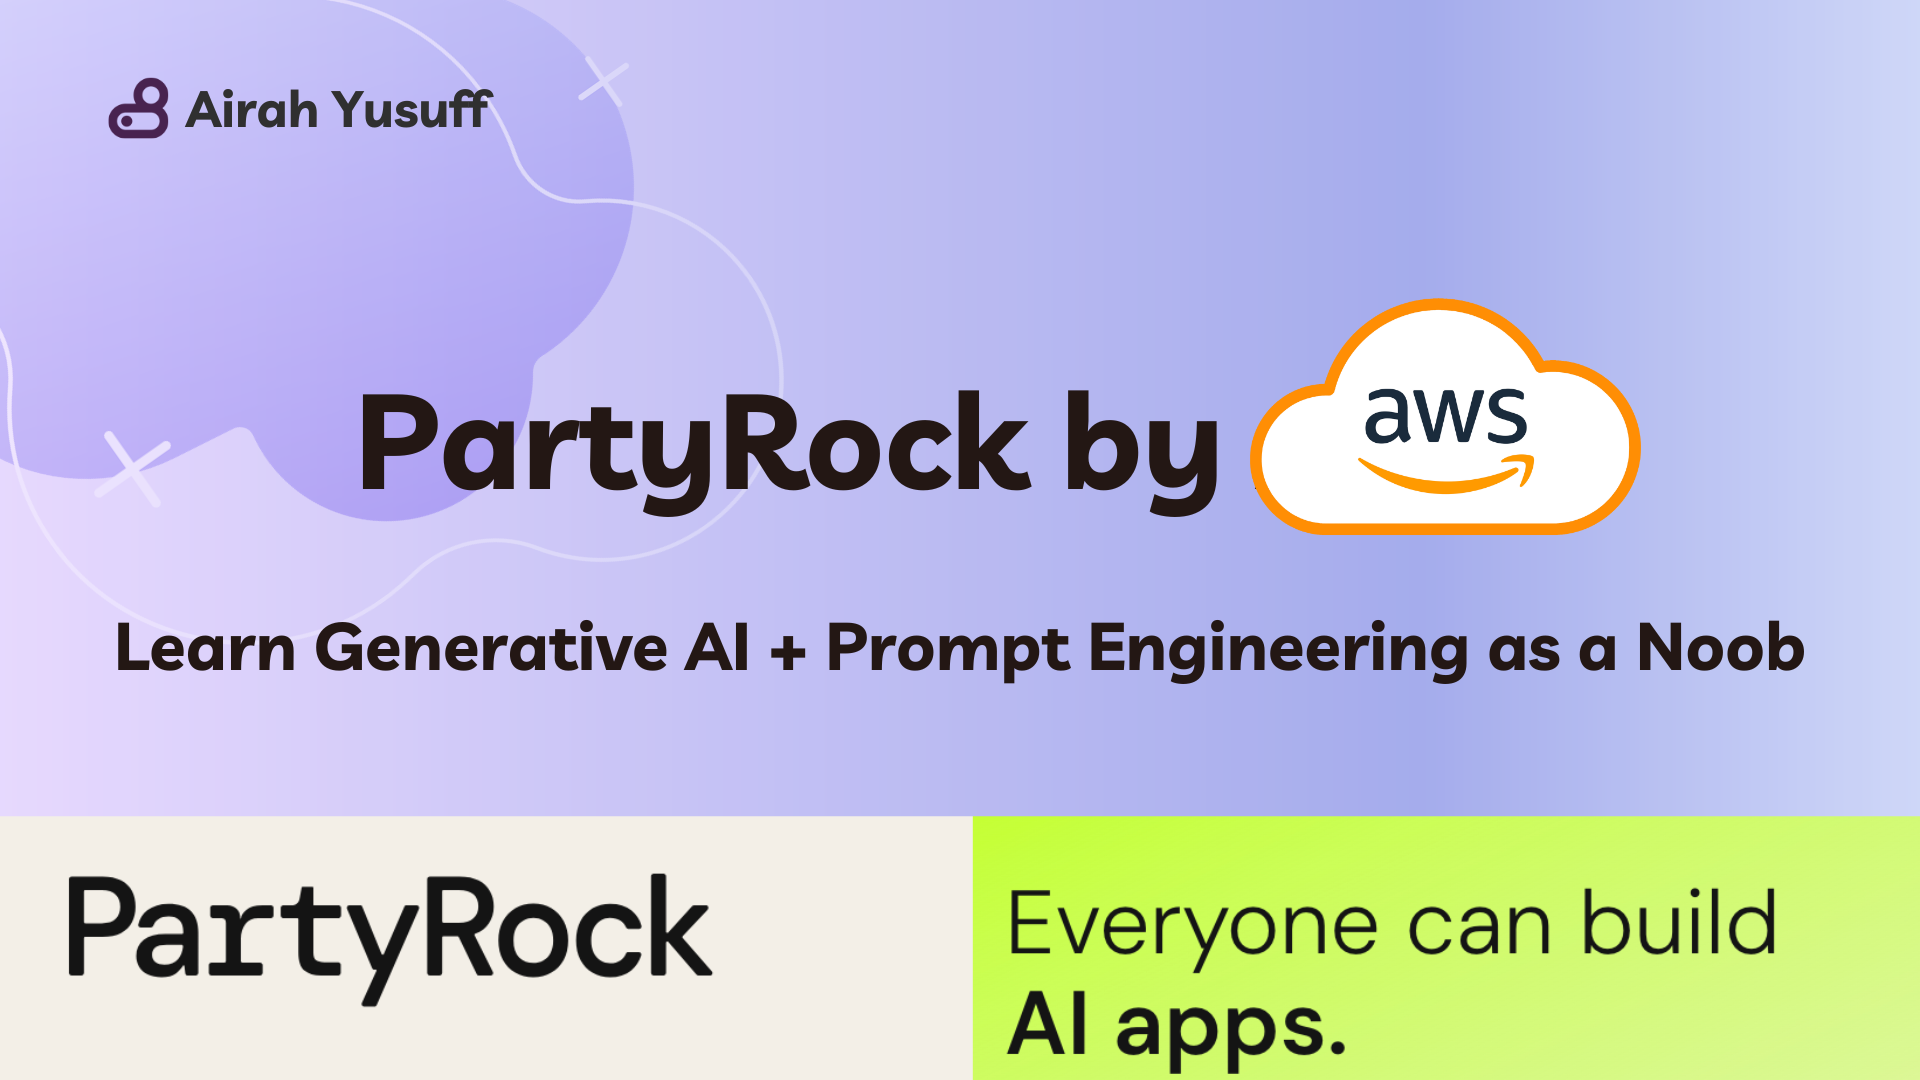 Airah Yusuff
PartyRock by aws
Learn Generative AI + Prompt Engineering as a Noob
PartyRock
Everyone can build
AI apps.